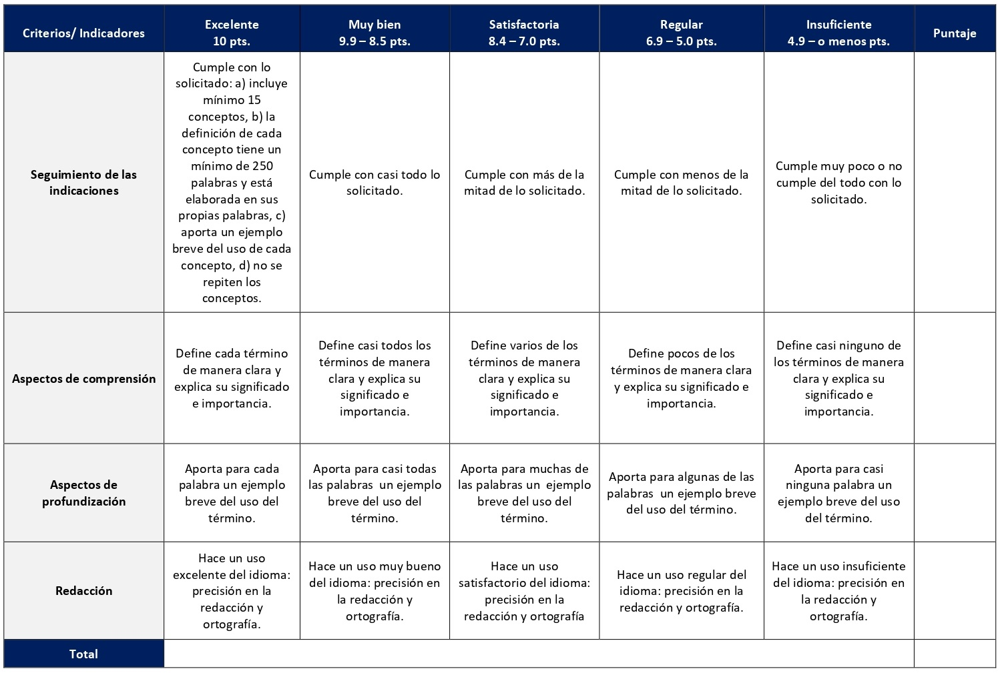 Criterios/ Indicadores
Excelente
10 pts.
Muy bien
9.9 – 8.5 pts.
Satisfactoria
8.4 – 7.0 pts.
Regular
6.9 – 5.0 pts.
Insuficiente
4.9 – o menos pts.
Puntaje
Seguimiento de las
indicaciones
Cumple con lo
solicitado: a) incluye
mínimo 15
conceptos, b) la
definición de cada
concepto tiene un
mínimo de 250
palabras y está
elaborada en sus
propias palabras, c)
aporta un ejemplo
breve del uso de cada
concepto, d) no se
repiten los
conceptos.
Cumple con casi todo lo
solicitado.
Cumple con más de la
mitad de lo solicitado.
Cumple con menos de la
mitad de lo solicitado.
Cumple muy poco o no
cumple del todo con lo
solicitado.
Aspectos de comprensión
Define cada término
de manera clara y
explica su significado
e importancia.
Define casi todos los
términos de manera
clara y explica su
significado e
importancia.
Define varios de los
términos de manera
clara y explica su
significado e
importancia.
Define pocos de los
términos de manera clara
y explica su significado e
importancia.
Define casi ninguno de
los términos de manera
clara y explica su
significado e
importancia.
Aspectos de
profundización
Aporta para cada
palabra un ejemplo
breve del uso del
término.
Aporta para casi todas
las palabras un ejemplo
breve del uso del
término.
Aporta para muchas de
las palabras un ejemplo
breve del uso del
término.
Aporta para algunas de las
palabras un ejemplo breve
del uso del término.
Aporta para casi
ninguna palabra un
ejemplo breve del uso
del término.
Redacción
Hace un uso
excelente del idioma:
precisión en la
redacción y
ortografía.
Hace un uso muy bueno
del idioma: precisión en
la redacción y
ortografía.
Hace un uso
satisfactorio del idioma:
precisión en la
redacción y ortografía
Hace un uso regular del
idioma: precisión en la
redacción y ortografía.
Hace un uso insuficiente
del idioma: precisión en
la redacción y
ortografía.
Total